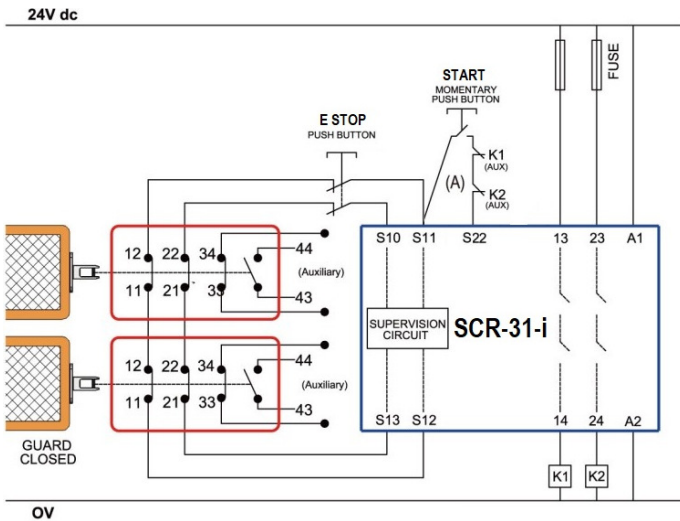 24V dc
START
MOMENTARY
PUSH BUTTON
FUSE
E STOP
PUSH BUTTON
K1
(AUX)
(A)
K2
(AUX)
S10 S11 S22 13 23 A1
12 22 34 44
(Auxiliary)
11 21 33 43
SUPERVISION
CIRCUIT
SCR-31-i
12 22 34 44
(Auxiliary)
11 21 33 43
S13 S12 14 24 A2
GUARD
CLOSED
K1 K2
OV